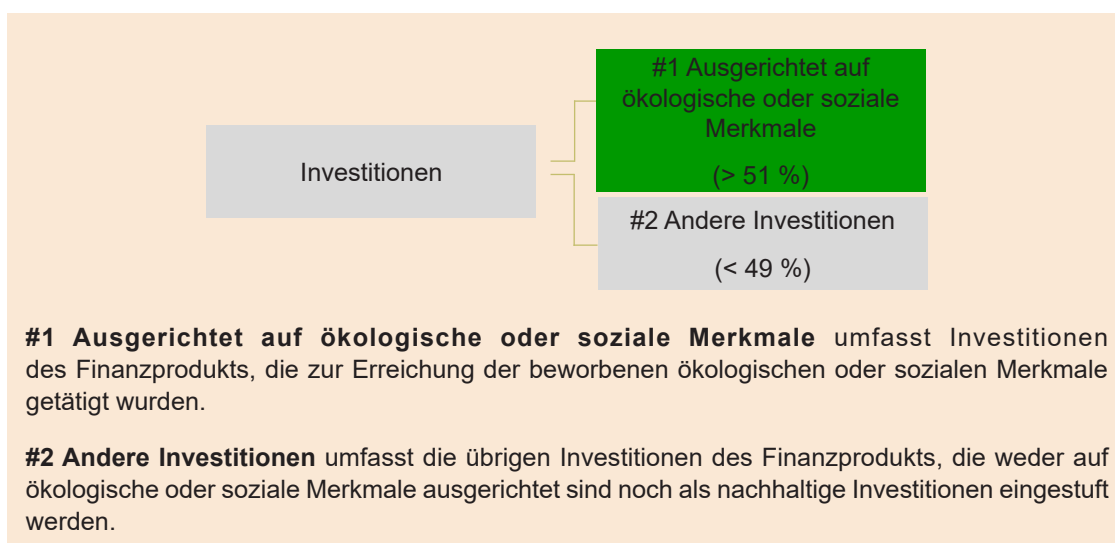 #1 Ausgerichtet auf
ökologische oder soziale
Merkmale
(> 51 %)
Investitionen
#2 Andere Investitionen
(< 49 %)
#1 Ausgerichtet auf ökologische oder soziale Merkmale umfasst Investitionen
des Finanzprodukts, die zur Erreichung der beworbenen ökologischen oder sozialen Merkmale
getätigt wurden.
#2 Andere Investitionen umfasst die übrigen Investitionen des Finanzprodukts, die weder auf
ökologische oder soziale Merkmale ausgerichtet sind noch als nachhaltige Investitionen eingestuft
werden.